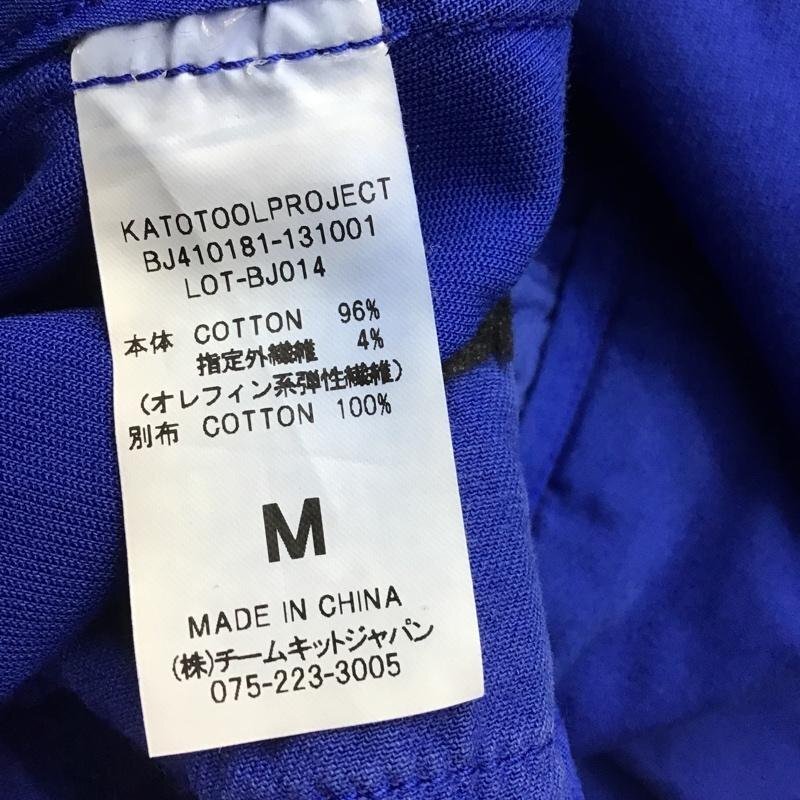 KATOTOOLPROJECT
BJ410181-131001
LOT-BJ014
本体 COTTON 96%
指定外繊維 4%
(オレフィン系弾性繊維)
別布 COTTON 100%
M
MADE IN CHINA
(株)チームキットジャパン
075-223-3005